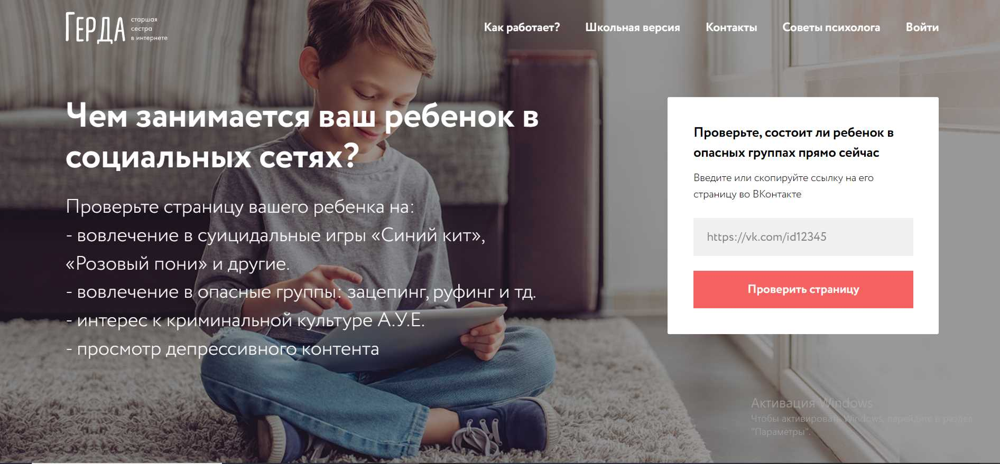 ГЕРДА
старшая
сестра
в интернете
Как работает?
Школьная версия
Контакты
Советы психолога
Войти
Чем занимается ваш ребенок в
социальных сетях?
Проверьте страницу вашего ребенка на:
- вовлечение в суицидальные игры «Синий кит»,
«Розовый пони» и другие.
- вовлечение в опасные группы: зацепинг, руфинг и тд.
- интерес к криминальной культуре А.У.Е.
- просмотр депрессивного контента
Проверьте, состоит ли ребенок в
опасных группах прямо сейчас
Введите или скопируйте ссылку на его
страницу во ВКонтакте
https://vk.com/id12345
Проверить страницу
Активация Windows
Чтобы активировать Windows, перейдите в раздел
"Параметры".